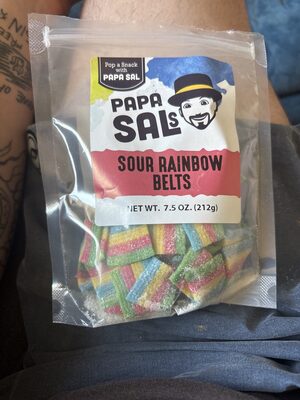 Pop a Snack
with
PAPA SAL
PAPA
SALs
SOUR RAINBOW
BELTS
NET WT. 7.5 OZ. (212g)